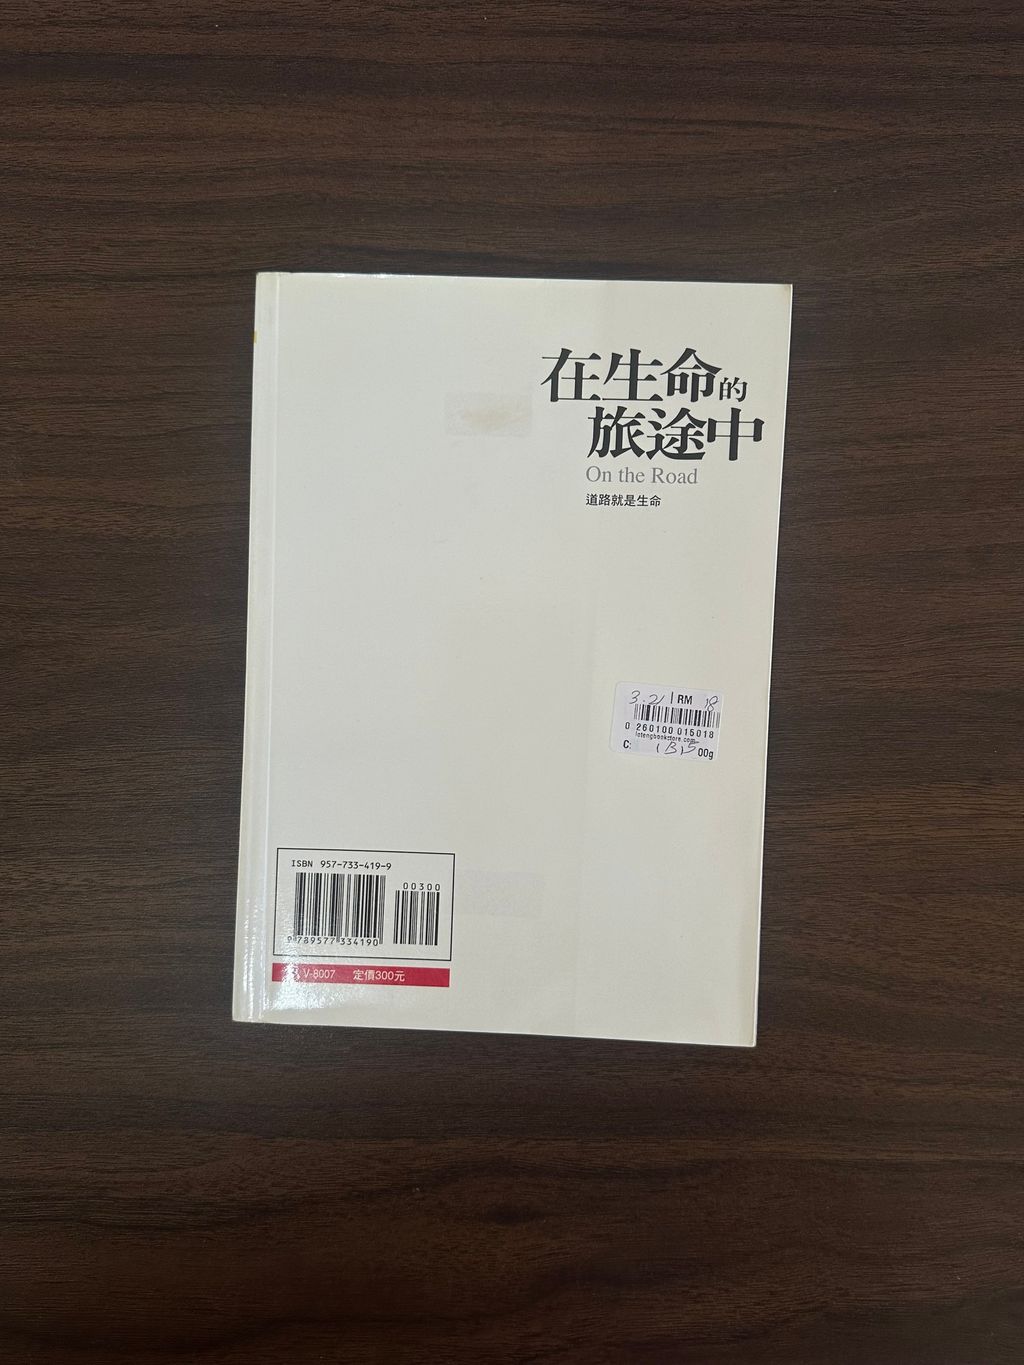 在生命的
旅途中
On the Road
道路就是生命
3.21 RM 18
0 260100 015018
lotengbookstore.com
C: 00g
ISBN 957-733-419-9
00300
9 789577 334190
V-8007 定價300元